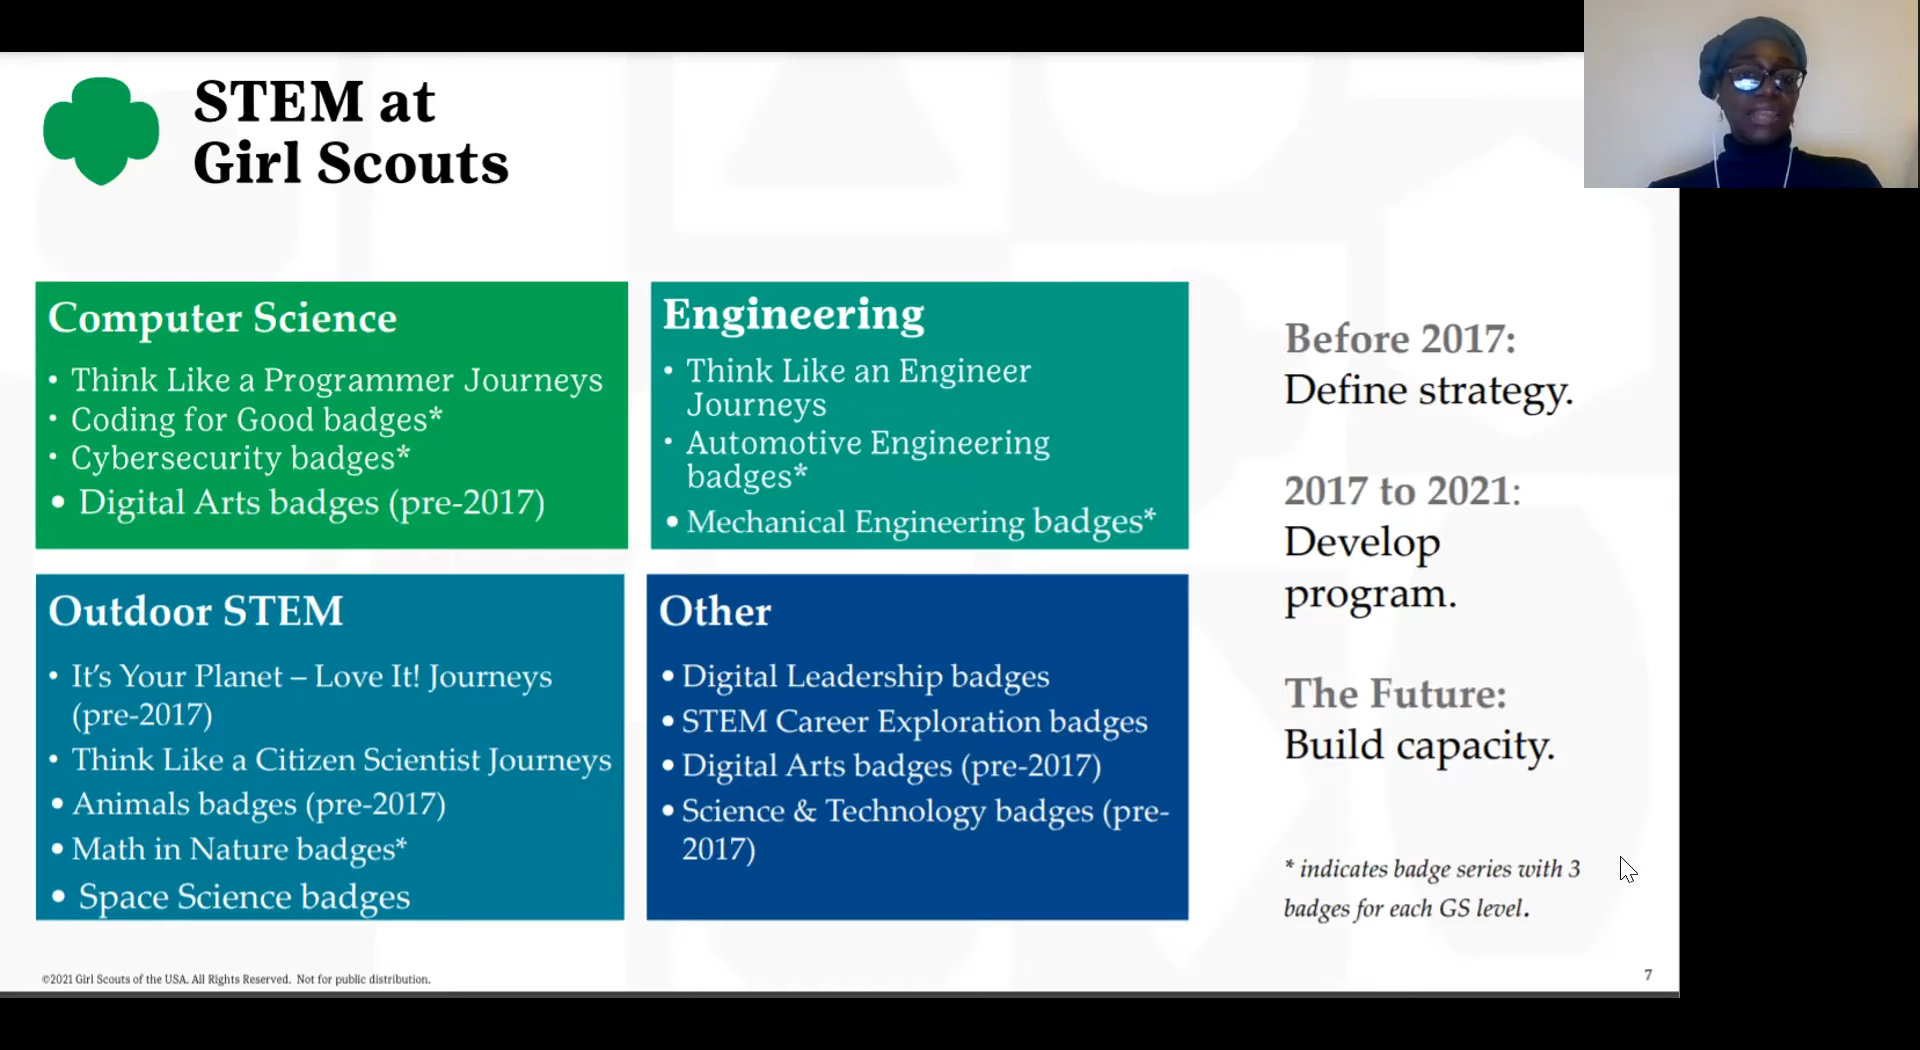 STEM at
Girl Scouts
Computer Science
• Think Like a Programmer Journeys
• Coding for Good badges*
• Cybersecurity badges*
• Digital Arts badges (pre-2017)
Engineering
• Think Like an Engineer
Journeys
• Automotive Engineering
badges*
• Mechanical Engineering badges*
Outdoor STEM
• It’s Your Planet – Love It! Journeys
(pre-2017)
• Think Like a Citizen Scientist Journeys
• Animals badges (pre-2017)
• Math in Nature badges*
• Space Science badges
Other
• Digital Leadership badges
• STEM Career Exploration badges
• Digital Arts badges (pre-2017)
• Science & Technology badges (pre-
2017)
Before 2017:
Define strategy.
2017 to 2021:
Develop
program.
The Future:
Build capacity.
* indicates badge series with 3
badges for each GS level.
©2021 Girl Scouts of the USA. All Rights Reserved. Not for public distribution.
7